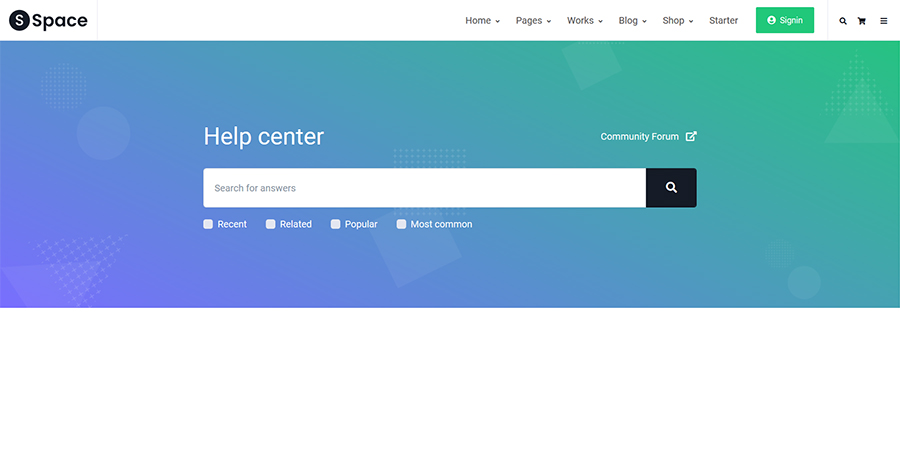 S Space
Home Pages Works Blog Shop Starter Signin
Help center
Community Forum
Search for answers
Recent Related Popular Most common